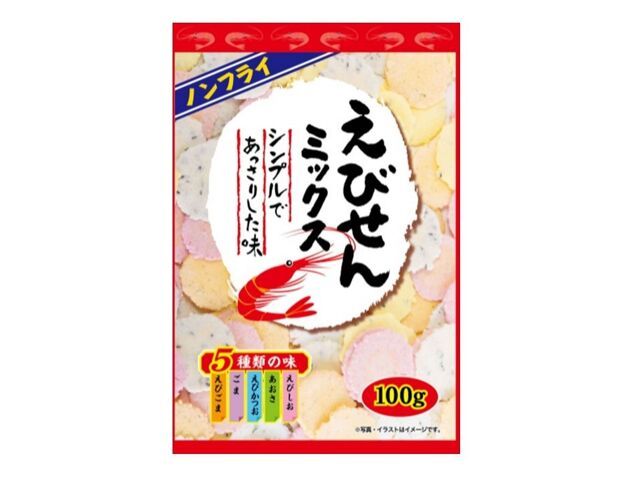 ノンフライ
えびせん
ミックス
シンプルで
あっさりした味
5種類の味
えびしお
あおさ
えびかつお
ごま
えびごま
100g
※写真・イラストはイメージです。